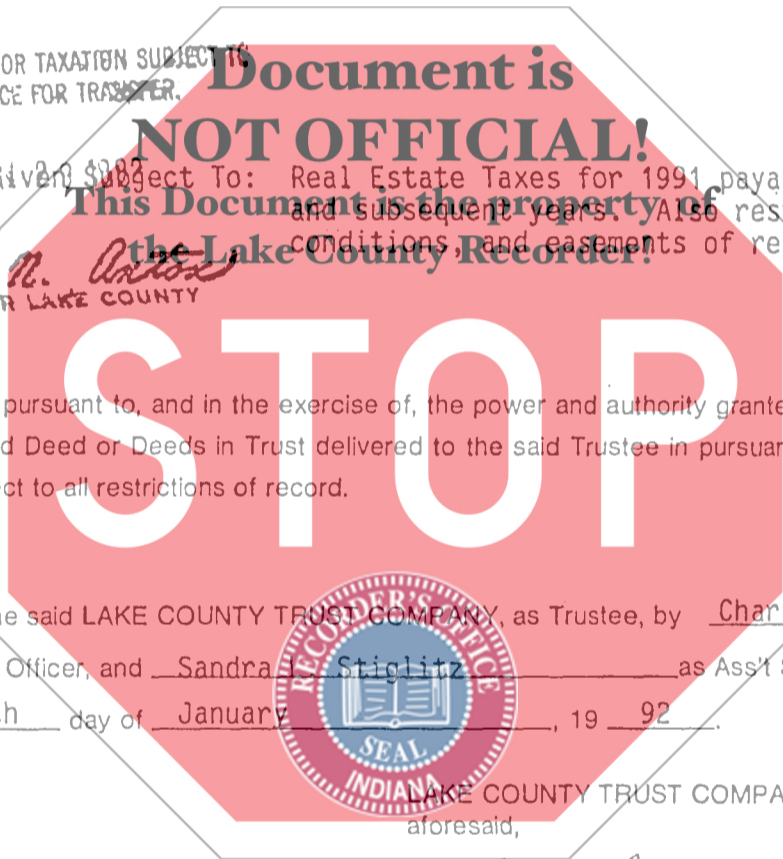 OR TAXATION SUBJECT TO
CE FOR TRANSFER.
Document is
NOT OFFICIAL!
This Document is the property of
the Lake County Recorder!
Subject To: Real Estate Taxes for 1991 paya
and subsequent years. Also res
conditions, and easements of re
N. Anton
R LAKE COUNTY
STOP
pursuant to, and in the exercise of, the power and authority grante
d Deed or Deeds in Trust delivered to the said Trustee in pursuan
ct to all restrictions of record.
e said LAKE COUNTY TRUST COMPANY, as Trustee, by Char
Officer, and Sandra L. Stiglitz as Ass't
h day of January, 19 92.
RECORDER'S OFFICE
SEAL
INDIANA
LAKE COUNTY TRUST COMPA
aforesaid,